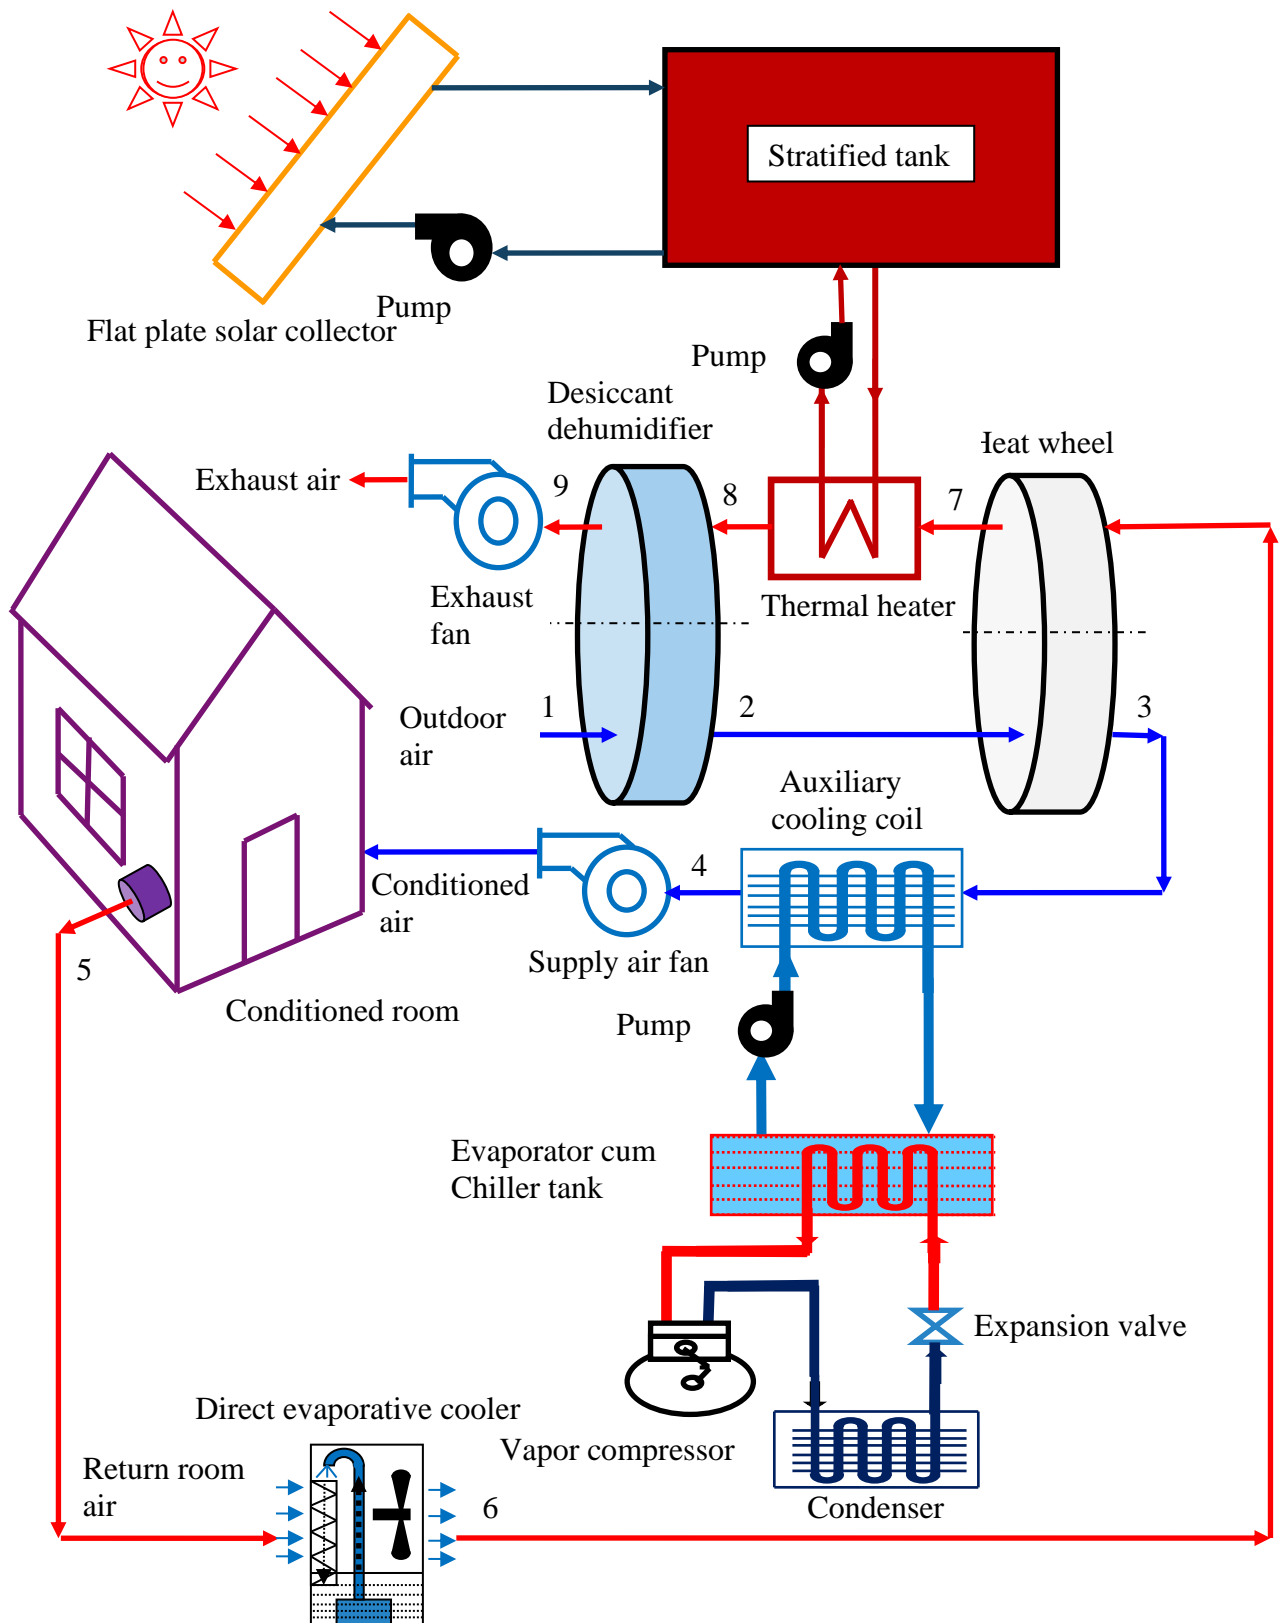 Stratified tank
Pump
Flat plate solar collector
Pump
Desiccant
dehumidifier
Heat wheel
Exhaust air
9
8
7
Exhaust
fan
Thermal heater
Outdoor
air
1
2
3
Auxiliary
cooling coil
4
Conditioned
air
Supply air fan
5
Conditioned room
Pump
Evaporator cum
Chiller tank
Expansion valve
Direct evaporative cooler
Vapor compressor
Return room
air
6
Condenser